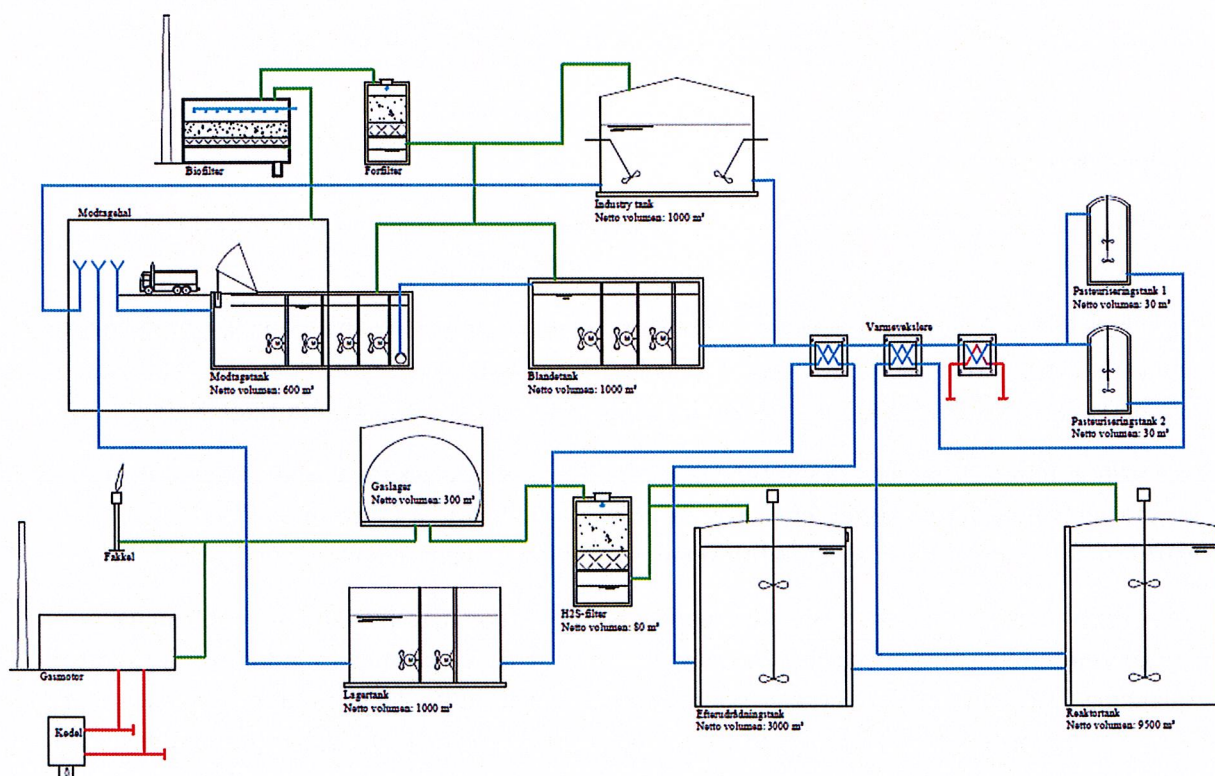 Biofilter
Forfilter
Industry tank
Netto volumen: 1000 m³
Modtagehal
Pasteuriseringstank 1
Netto volumen: 30 m³
Varmevekslere
Modtagetank
Netto volumen: 600 m³
Blandetank
Netto volumen: 1000 m³
Pasteuriseringstank 2
Netto volumen: 30 m³
Gaslager
Netto volumen: 300 m³
Fakkel
H2S-filter
Netto volumen: 80 m³
Gasmotor
Lagertank
Netto volumen: 1000 m³
Efterudrådningstank
Netto volumen: 3000 m³
Reaktortank
Netto volumen: 9500 m³
Kedel